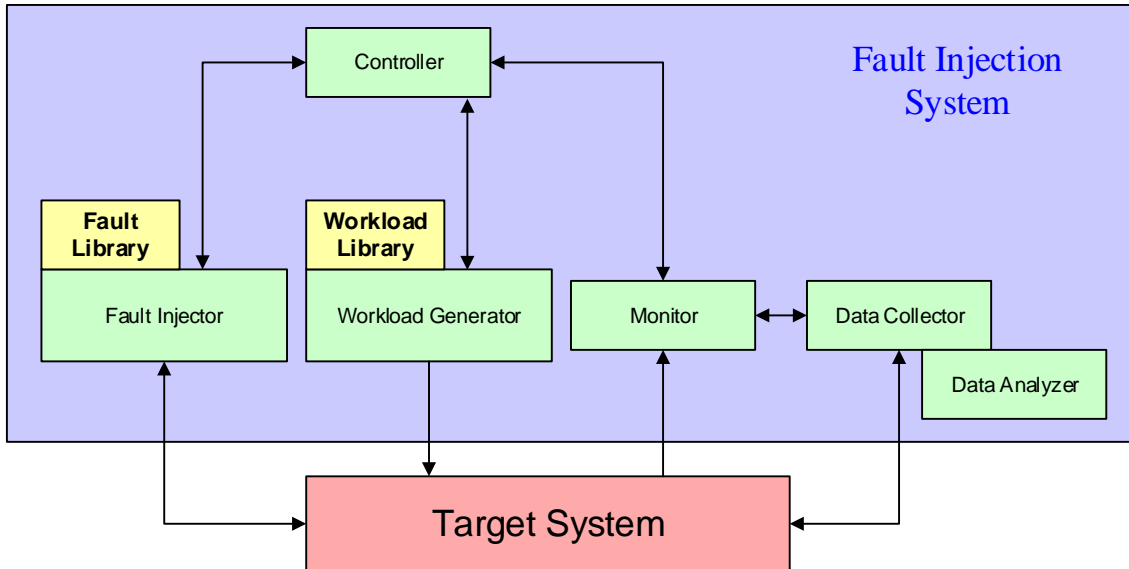 Controller
Fault Injection
System
Fault
Library
Workload
Library
Fault Injector
Workload Generator
Monitor
Data Collector
Data Analyzer
Target System